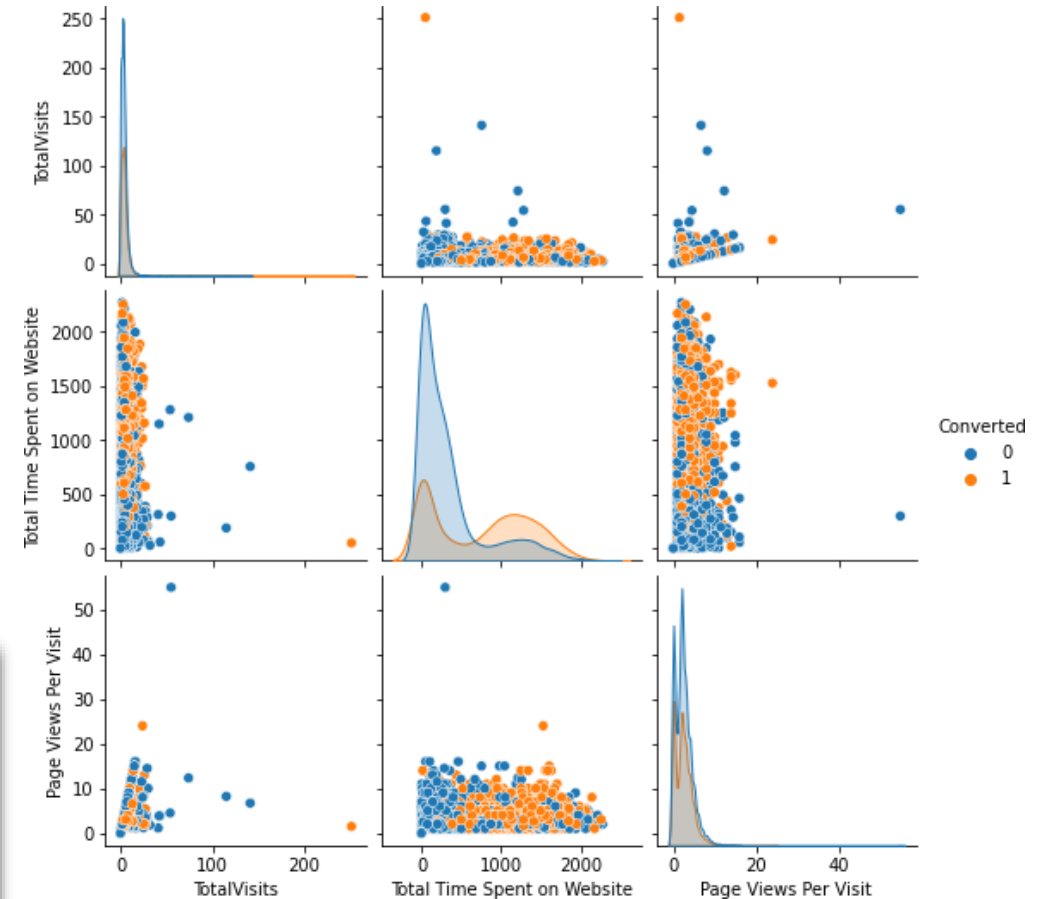 250
200
150
100
50
0
TotalVisits
2000
1500
1000
500
0
Total Time Spent on Website
Converted
0
1
50
40
30
20
10
0
Page Views Per Visit
0 100 200
TotalVisits
0 1000 2000
Total Time Spent on Website
0 20 40
Page Views Per Visit